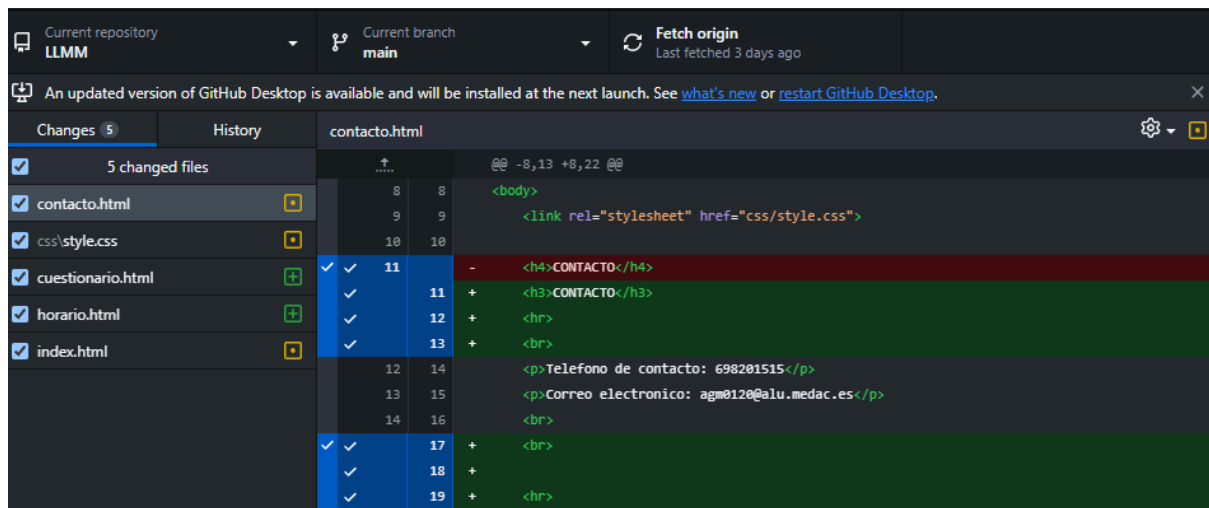 Current repository
LLMM
Current branch
main
Fetch origin
Last fetched 3 days ago
An updated version of GitHub Desktop is available and will be installed at the next launch. See what's new or restart GitHub Desktop.
Changes 5
History
contacto.html
5 changed files
contacto.html
css\style.css
cuestionario.html
horario.html
index.html
@@ -8,13 +8,22 @@
8 8 <body>
9 9 <link rel="stylesheet" href="css/style.css">
10 10
11 - <h4>CONTACTO</h4>
11 + <h3>CONTACTO</h3>
12 + <hr>
13 + <br>
12 14 <p>Telefono de contacto: 698201515</p>
13 15 <p>Correo electronico: agm0120@alu.medac.es</p>
14 16 <br>
17 + <br>
18 +
19 + <hr>